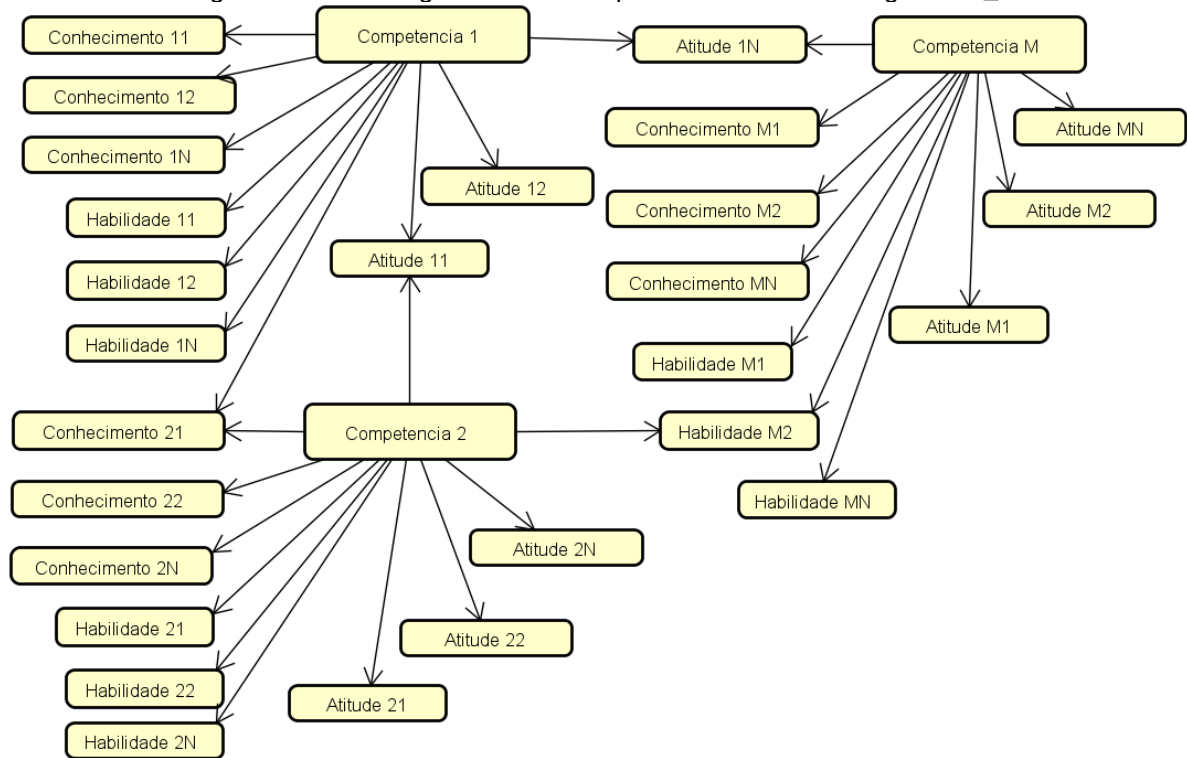 Conhecimento 11
Competencia 1
Atitude 1N
Competencia M
Conhecimento 12
Conhecimento M1
Atitude MN
Conhecimento 1N
Atitude 12
Habilidade 11
Conhecimento M2
Atitude M2
Atitude 11
Habilidade 12
Conhecimento MN
Atitude M1
Habilidade 1N
Habilidade M1
Conhecimento 21
Competencia 2
Habilidade M2
Conhecimento 22
Habilidade MN
Atitude 2N
Conhecimento 2N
Habilidade 21
Atitude 22
Habilidade 22
Atitude 21
Habilidade 2N